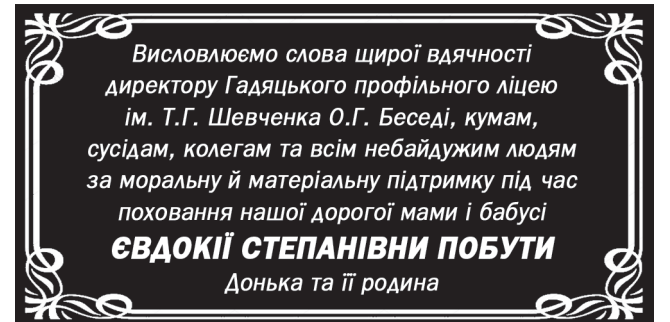 Висловлюємо слова щирої вдячності
директору Гадяцького профільного ліцею
ім. Т.Г. Шевченка О.Г. Беседі, кумам,
сусідам, колегам та всім небайдужим людям
за моральну й матеріальну підтримку під час
поховання нашої дорогої мами і бабусі
ЄВДОКІЇ СТЕПАНІВНИ ПОБУТИ
Донька та її родина